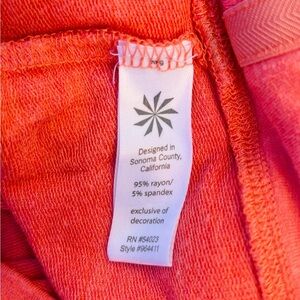 Designed in
Sonoma County,
California
95% rayon/
5% spandex
exclusive of
decoration
RN #54023
Style #964411